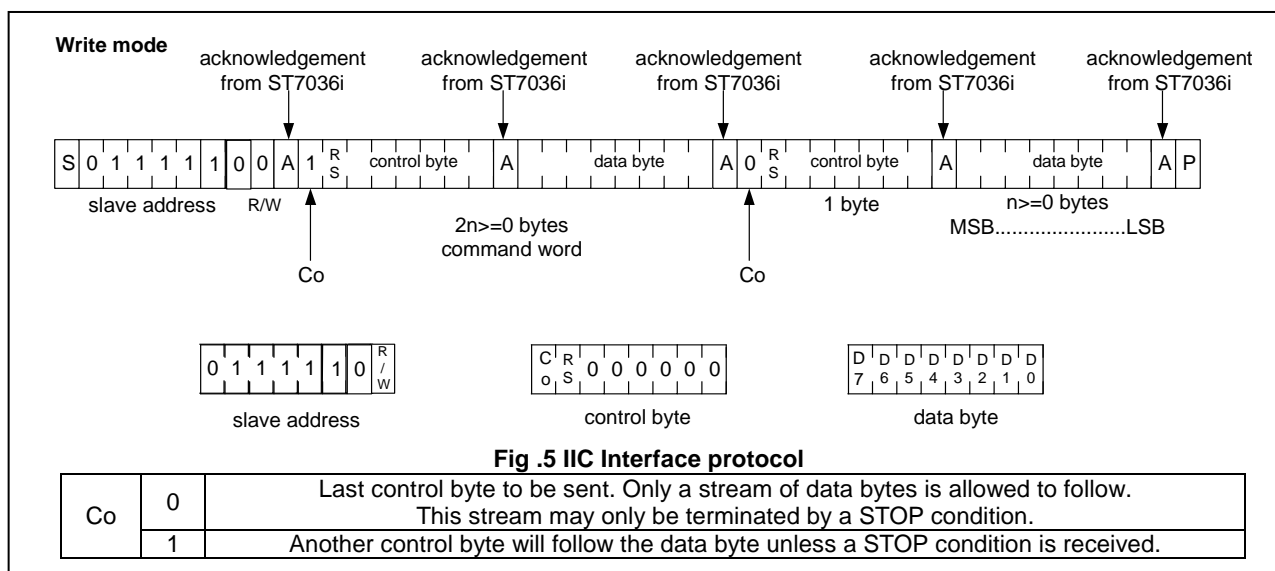 Write mode
acknowledgement from ST7036i
acknowledgement from ST7036i
acknowledgement from ST7036i
acknowledgement from ST7036i
acknowledgement from ST7036i
S 0 1 1 1 1 1 0 0 A 1 RS control byte A data byte A 0 RS control byte A data byte A P
slave address R/W
2n>=0 bytes
command word
1 byte
n>=0 bytes
MSB.......................LSB
Co
Co
0 1 1 1 1 1 0 R/W
Co RS 0 0 0 0 0 0
D7 D6 D5 D4 D3 D2 D1 D0
slave address
control byte
data byte
Fig .5 IIC Interface protocol
Co
0 Last control byte to be sent. Only a stream of data bytes is allowed to follow.
This stream may only be terminated by a STOP condition.
1 Another control byte will follow the data byte unless a STOP condition is received.